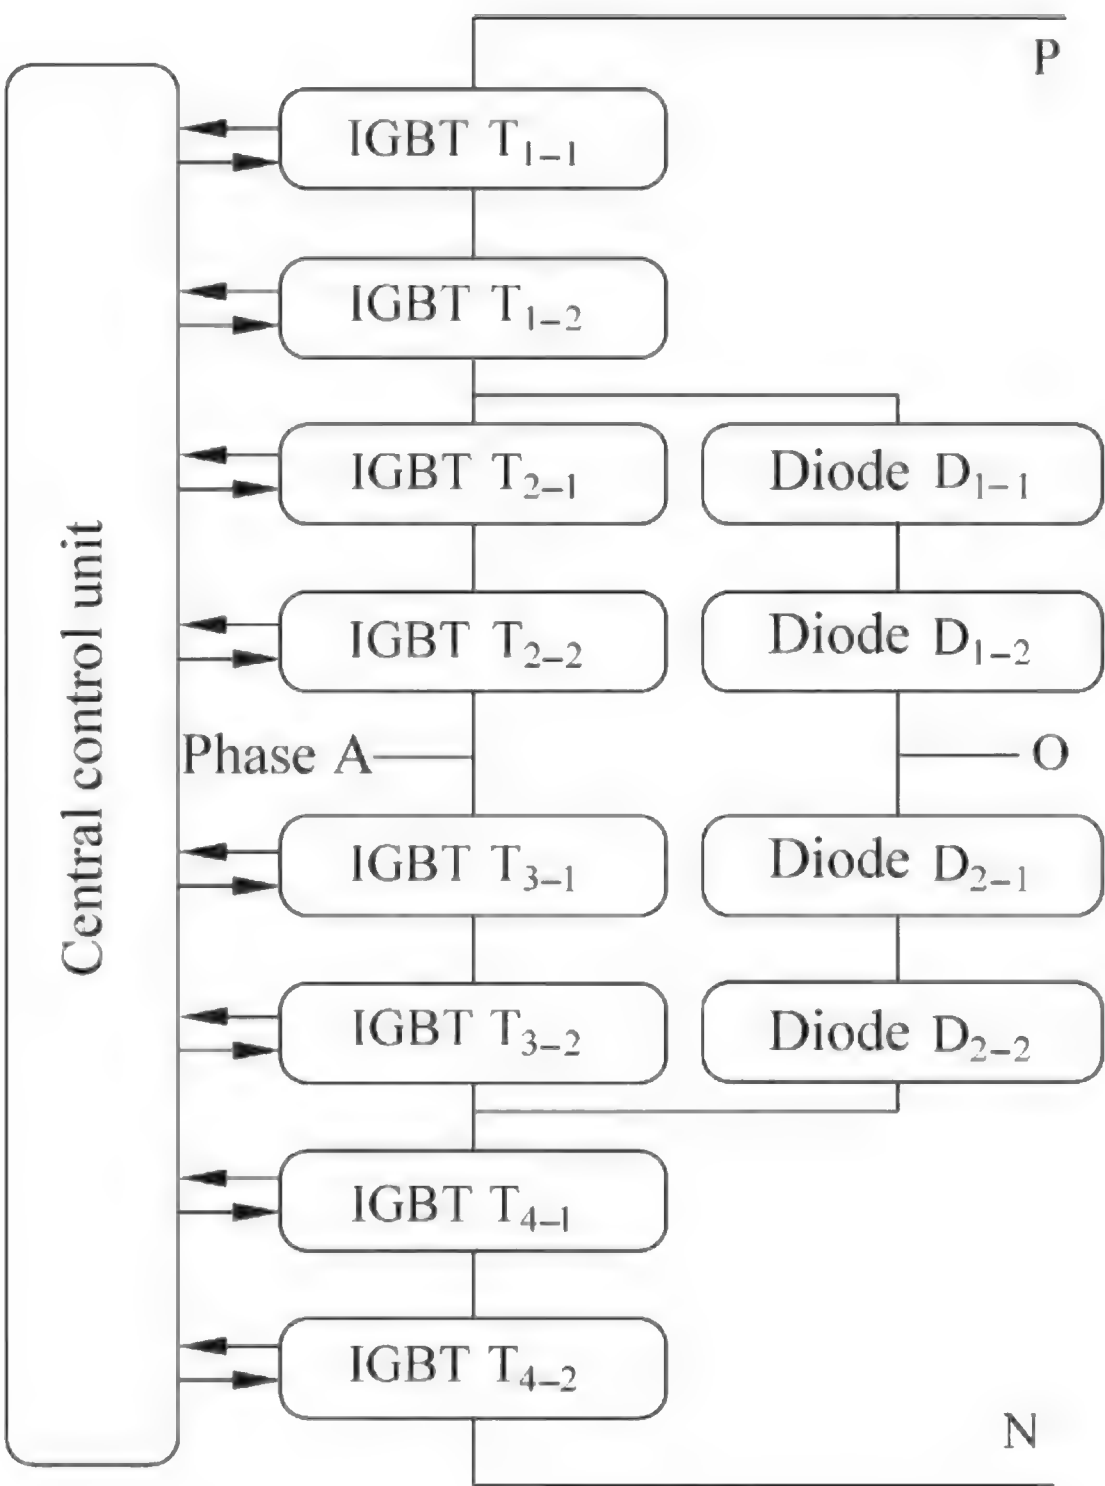 P
IGBT T1-1
IGBT T1-2
IGBT T2-1
Diode D1-1
IGBT T2-2
Diode D1-2
Central control unit
Phase A
O
IGBT T3-1
Diode D2-1
IGBT T3-2
Diode D2-2
IGBT T4-1
IGBT T4-2
N